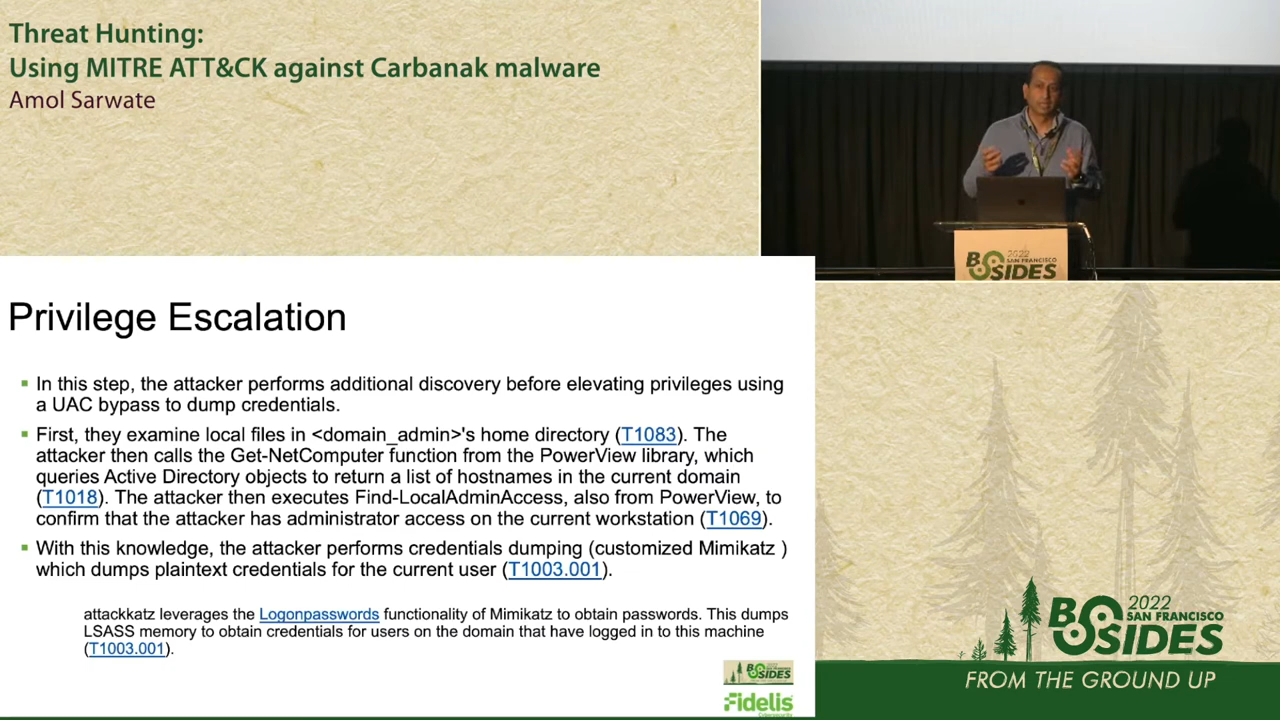 Threat Hunting:
Using MITRE ATT&CK against Carbanak malware
Amol Sarwate
2022
SAN FRANCISCO
BSIDES
Privilege Escalation
▪ In this step, the attacker performs additional discovery before elevating privileges using
a UAC bypass to dump credentials.
▪ First, they examine local files in <domain_admin>'s home directory (T1083). The
attacker then calls the Get-NetComputer function from the PowerView library, which
queries Active Directory objects to return a list of hostnames in the current domain
(T1018). The attacker then executes Find-LocalAdminAccess, also from PowerView, to
confirm that the attacker has administrator access on the current workstation (T1069).
▪ With this knowledge, the attacker performs credentials dumping (customized Mimikatz )
which dumps plaintext credentials for the current user (T1003.001).
attackkatz leverages the Logonpasswords functionality of Mimikatz to obtain passwords. This dumps
LSASS memory to obtain credentials for users on the domain that have logged in to this machine
(T1003.001).
BSIDES
Fidelis
Cybersecurity
2022
SAN FRANCISCO
BSIDES
FROM THE GROUND UP